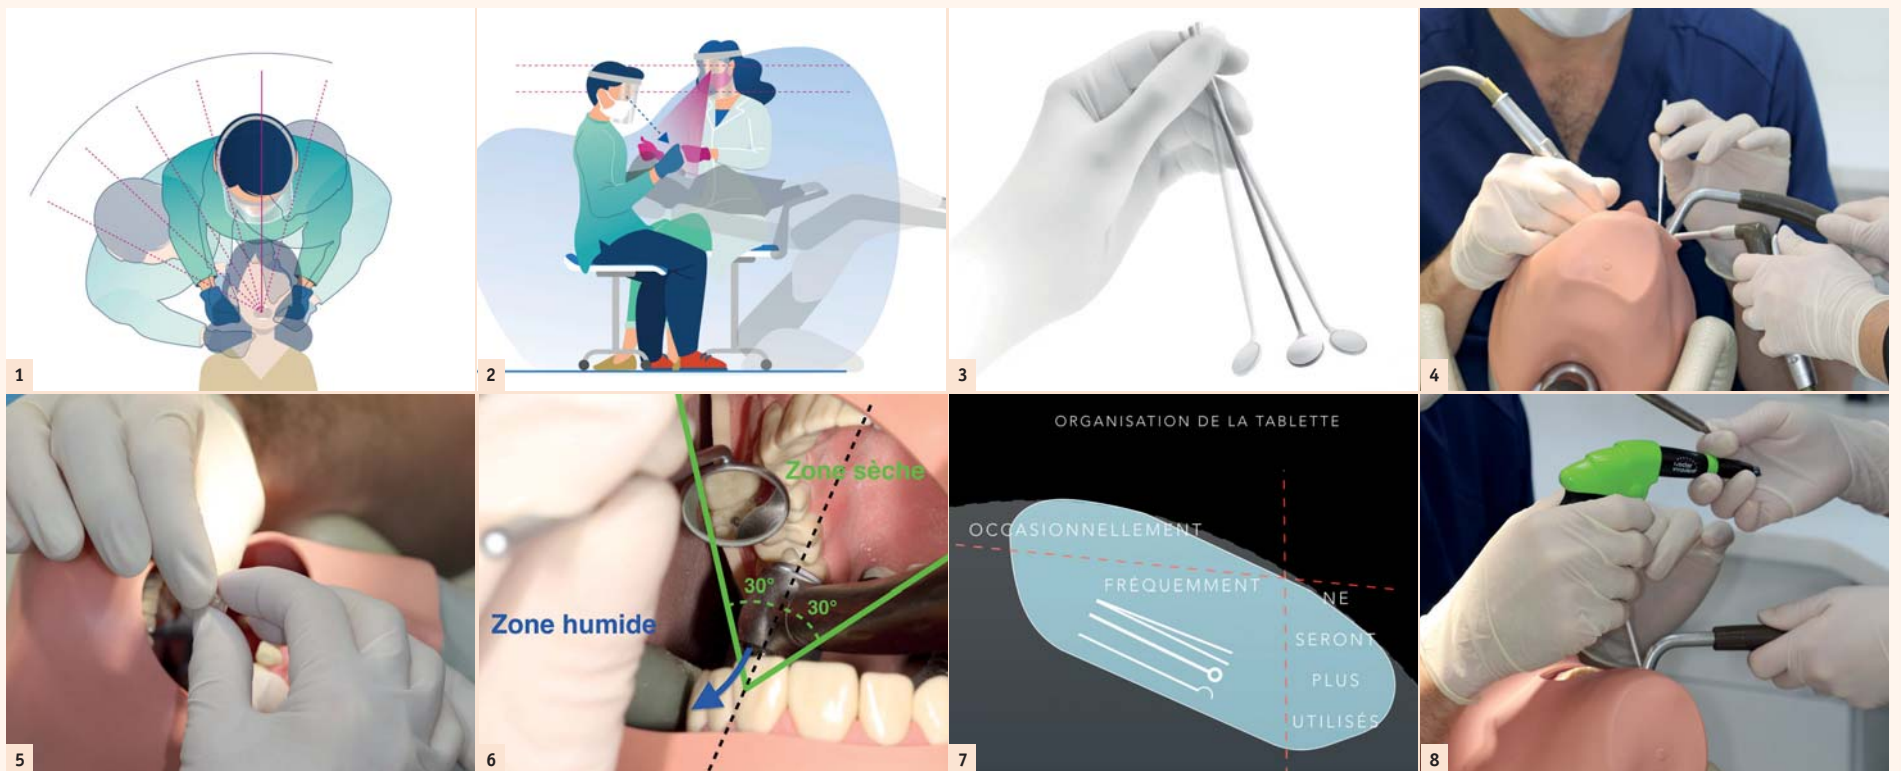 1
2
3
4
5
Zone sèche
30°
30°
Zone humide
6
ORGANISATION DE LA TABLETTE
OCCASIONNELLEMENT
FRÉQUEMMENT
NE
SERONT
PLUS
UTILISÉS
7
8